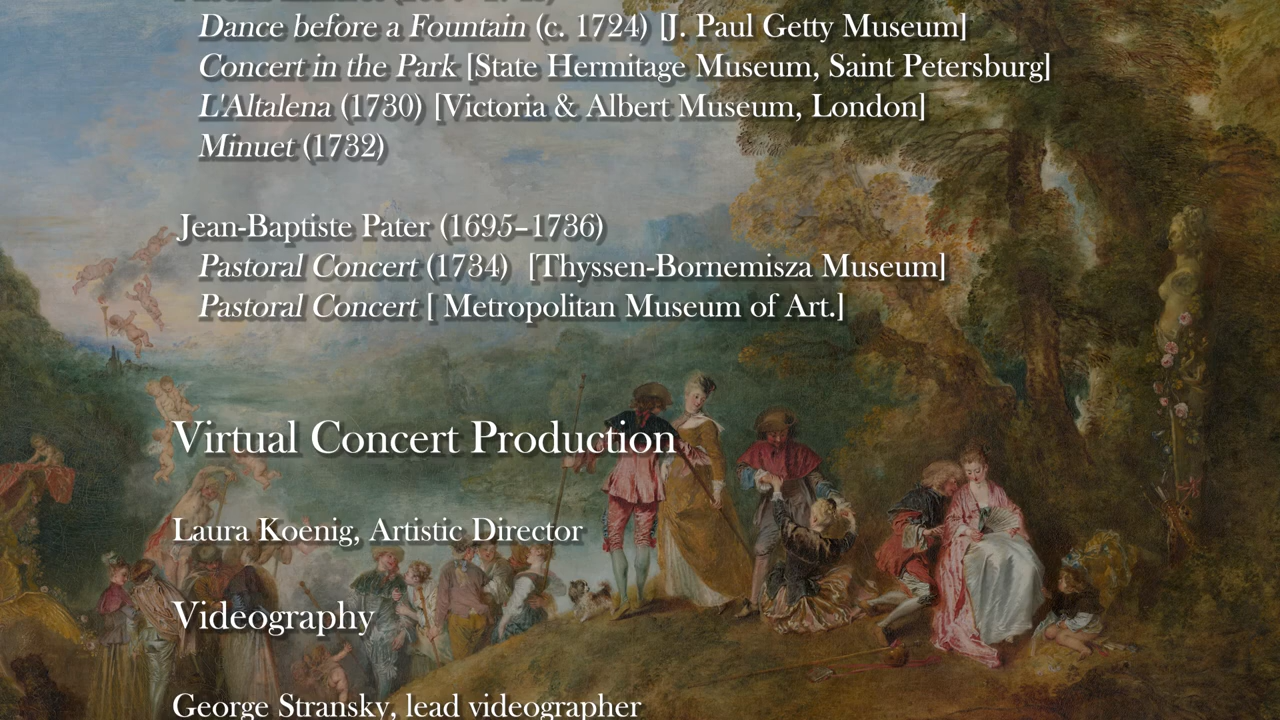 Dance before a Fountain (c. 1724) [J. Paul Getty Museum]
Concert in the Park [State Hermitage Museum, Saint Petersburg]
L'Altalena (1730) [Victoria & Albert Museum, London]
Minuet (1732)
Jean-Baptiste Pater (1695–1736)
Pastoral Concert (1734) [Thyssen-Bornemisza Museum]
Pastoral Concert [ Metropolitan Museum of Art.]
Virtual Concert Production
Laura Koenig, Artistic Director
Videography
George Stransky, lead videographer